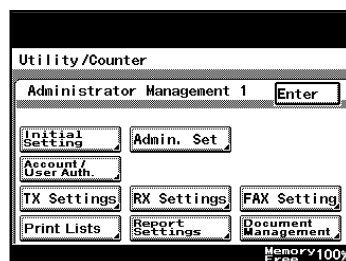 Utility/Counter
Administrator Management 1
Enter
Initial
Setting
Admin. Set
Account/
User Auth.
TX Settings
RX Settings
FAX Setting
Print Lists
Report
Settings
Document
Management
Memory 100%
Free